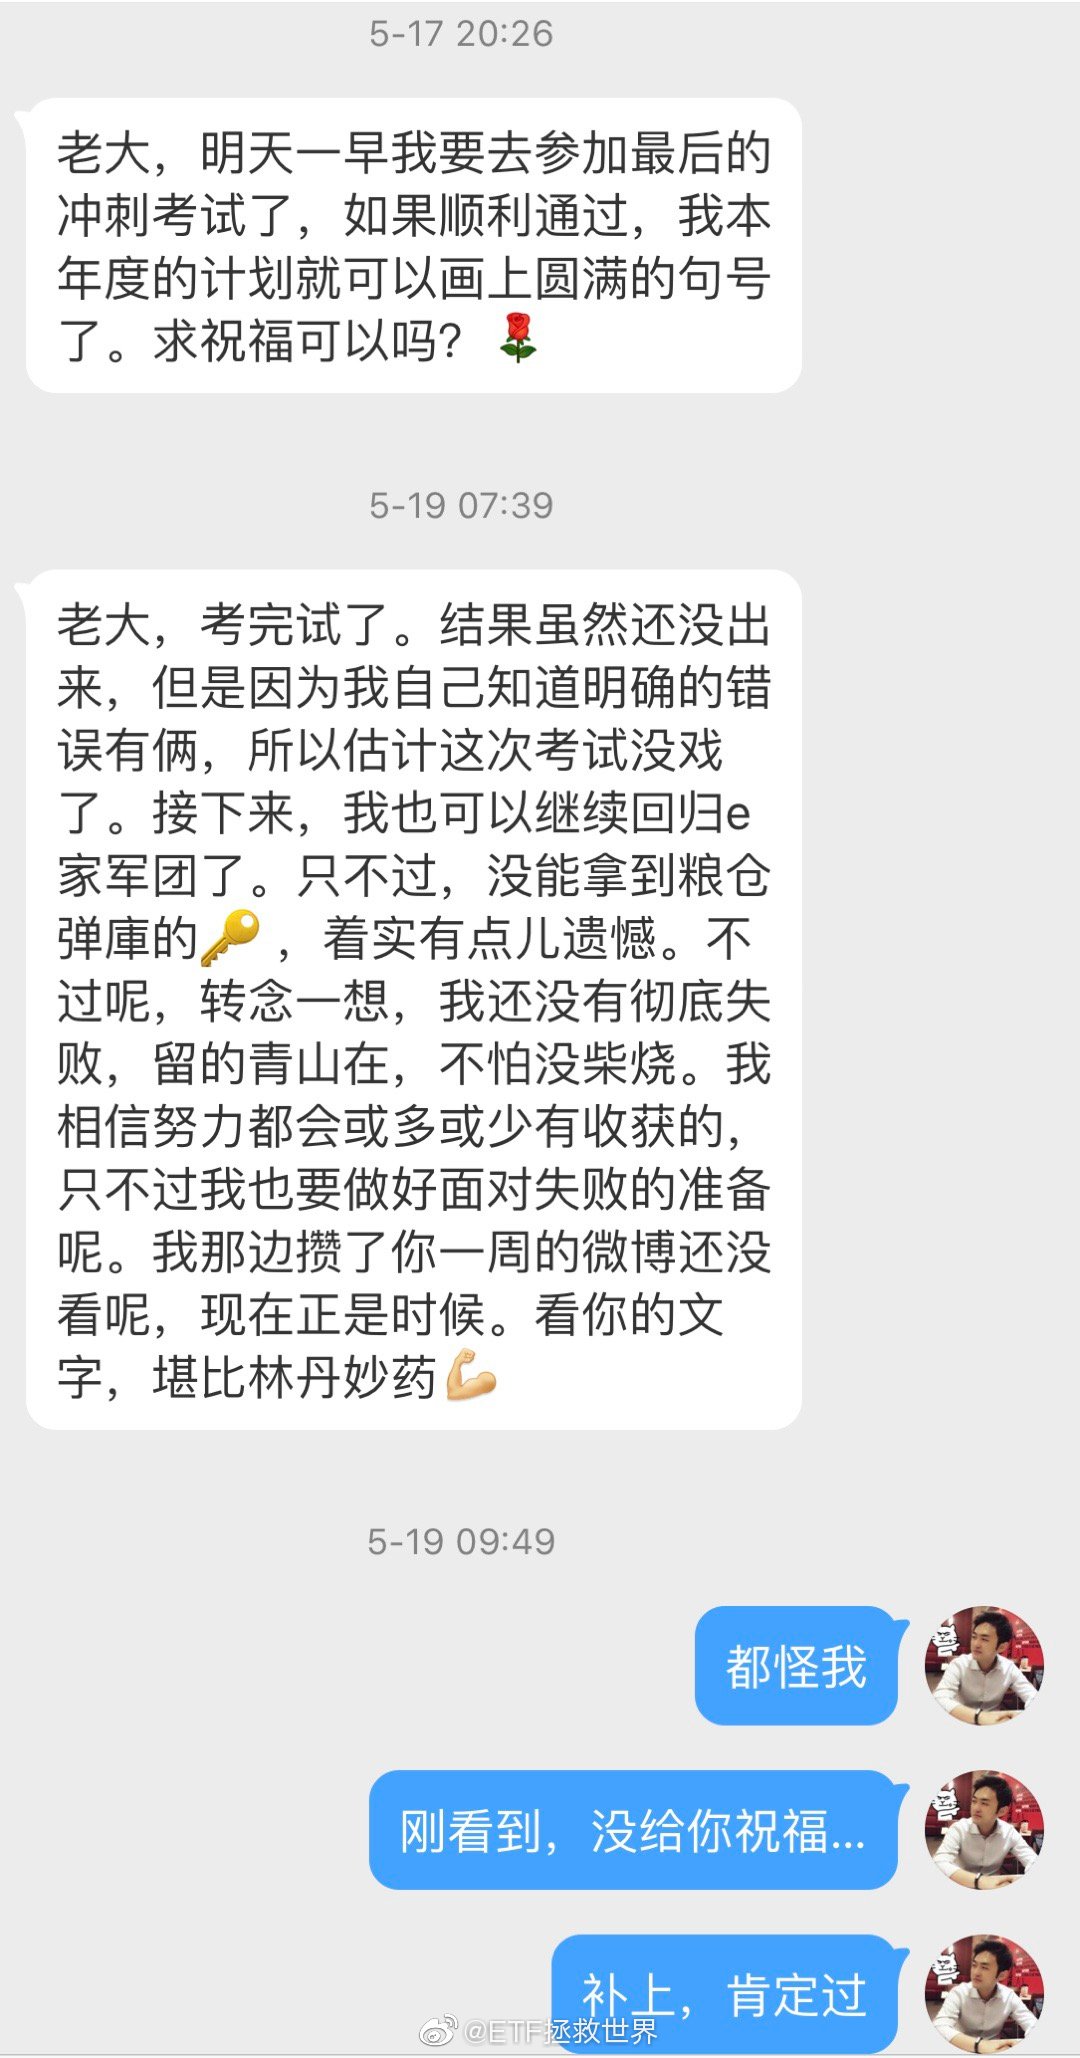 5-17 20:26
老大，明天一早我要去参加最后的
冲刺考试了，如果顺利通过，我本
年度的计划就可以画上圆满的句号
了。求祝福可以吗？🌹
5-19 07:39
老大，考完试了。结果虽然还没出
来，但是因为我自己知道明确的错
误有俩，所以估计这次考试没戏
了。接下来，我也可以继续回归e
家军团了。只不过，没能拿到粮仓
弹庫的🔑，着实有点儿遗憾。不
过呢，转念一想，我还没有彻底失
败，留的青山在，不怕没柴烧。我
相信努力都会或多或少有收获的，
只不过我也要做好面对失败的准备
呢。我那边攒了你一周的微博还没
看呢，现在正是时候。看你的文
字，堪比林丹妙药💪🏻
5-19 09:49
都怪我
刚看到，没给你祝福...
补上，肯定过
@ETF拯救世界